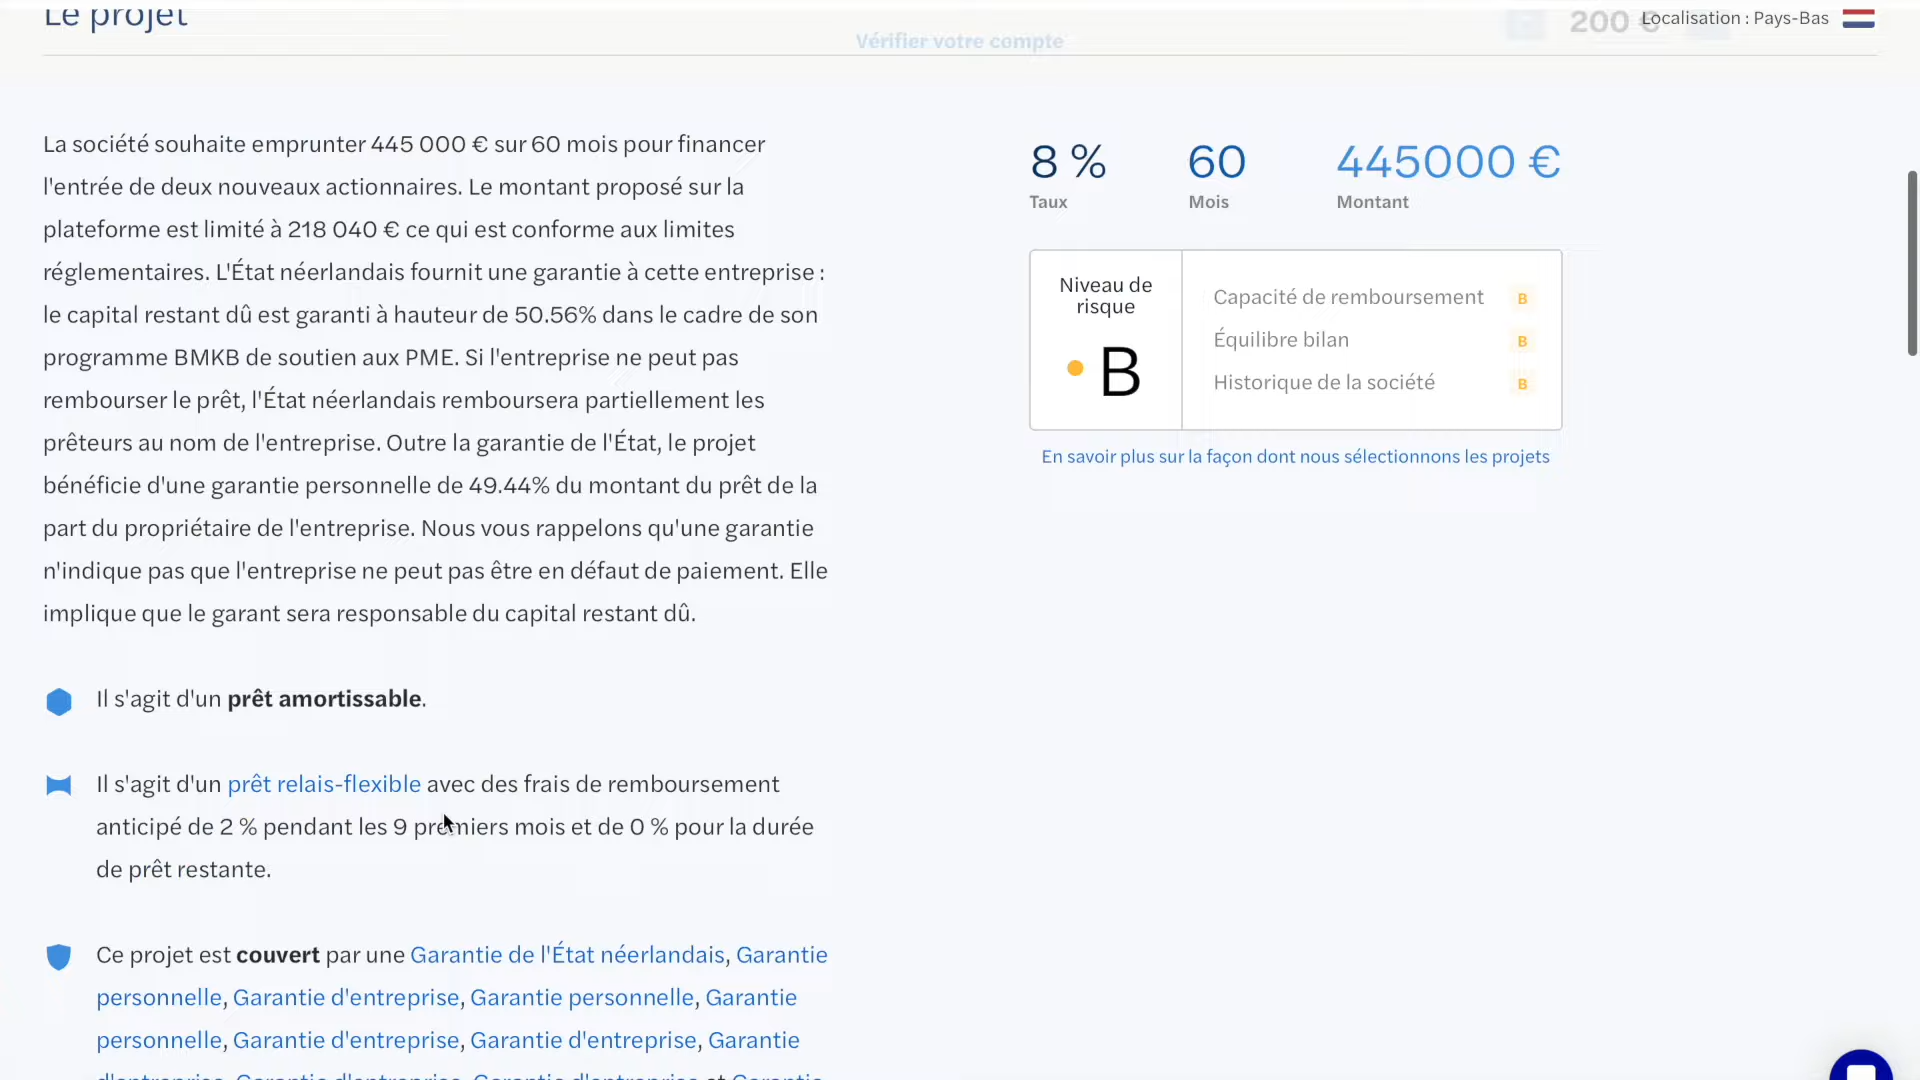 Le projet
Vérifier votre compte
200 €
Localisation : Pays-Bas
La société souhaite emprunter 445 000 € sur 60 mois pour financer
l'entrée de deux nouveaux actionnaires. Le montant proposé sur la
plateforme est limité à 218 040 € ce qui est conforme aux limites
réglementaires. L'État néerlandais fournit une garantie à cette entreprise :
le capital restant dû est garanti à hauteur de 50.56% dans le cadre de son
programme BMKB de soutien aux PME. Si l'entreprise ne peut pas
rembourser le prêt, l'État néerlandais remboursera partiellement les
prêteurs au nom de l'entreprise. Outre la garantie de l'État, le projet
bénéficie d'une garantie personnelle de 49.44% du montant du prêt de la
part du propriétaire de l'entreprise. Nous vous rappelons qu'une garantie
n'indique pas que l'entreprise ne peut pas être en défaut de paiement. Elle
implique que le garant sera responsable du capital restant dû.
Il s'agit d'un prêt amortissable.
Il s'agit d'un prêt relais-flexible avec des frais de remboursement
anticipé de 2 % pendant les 9 premiers mois et de 0 % pour la durée
de prêt restante.
Ce projet est couvert par une Garantie de l'État néerlandais, Garantie
personnelle, Garantie d'entreprise, Garantie personnelle, Garantie
personnelle, Garantie d'entreprise, Garantie d'entreprise, Garantie
d'entreprise, Garantie d'entreprise, Garantie d'entreprise et Garantie
8 %
Taux
60
Mois
445000 €
Montant
Niveau de
risque
B
Capacité de remboursement B
Équilibre bilan B
Historique de la société B
En savoir plus sur la façon dont nous sélectionnons les projets